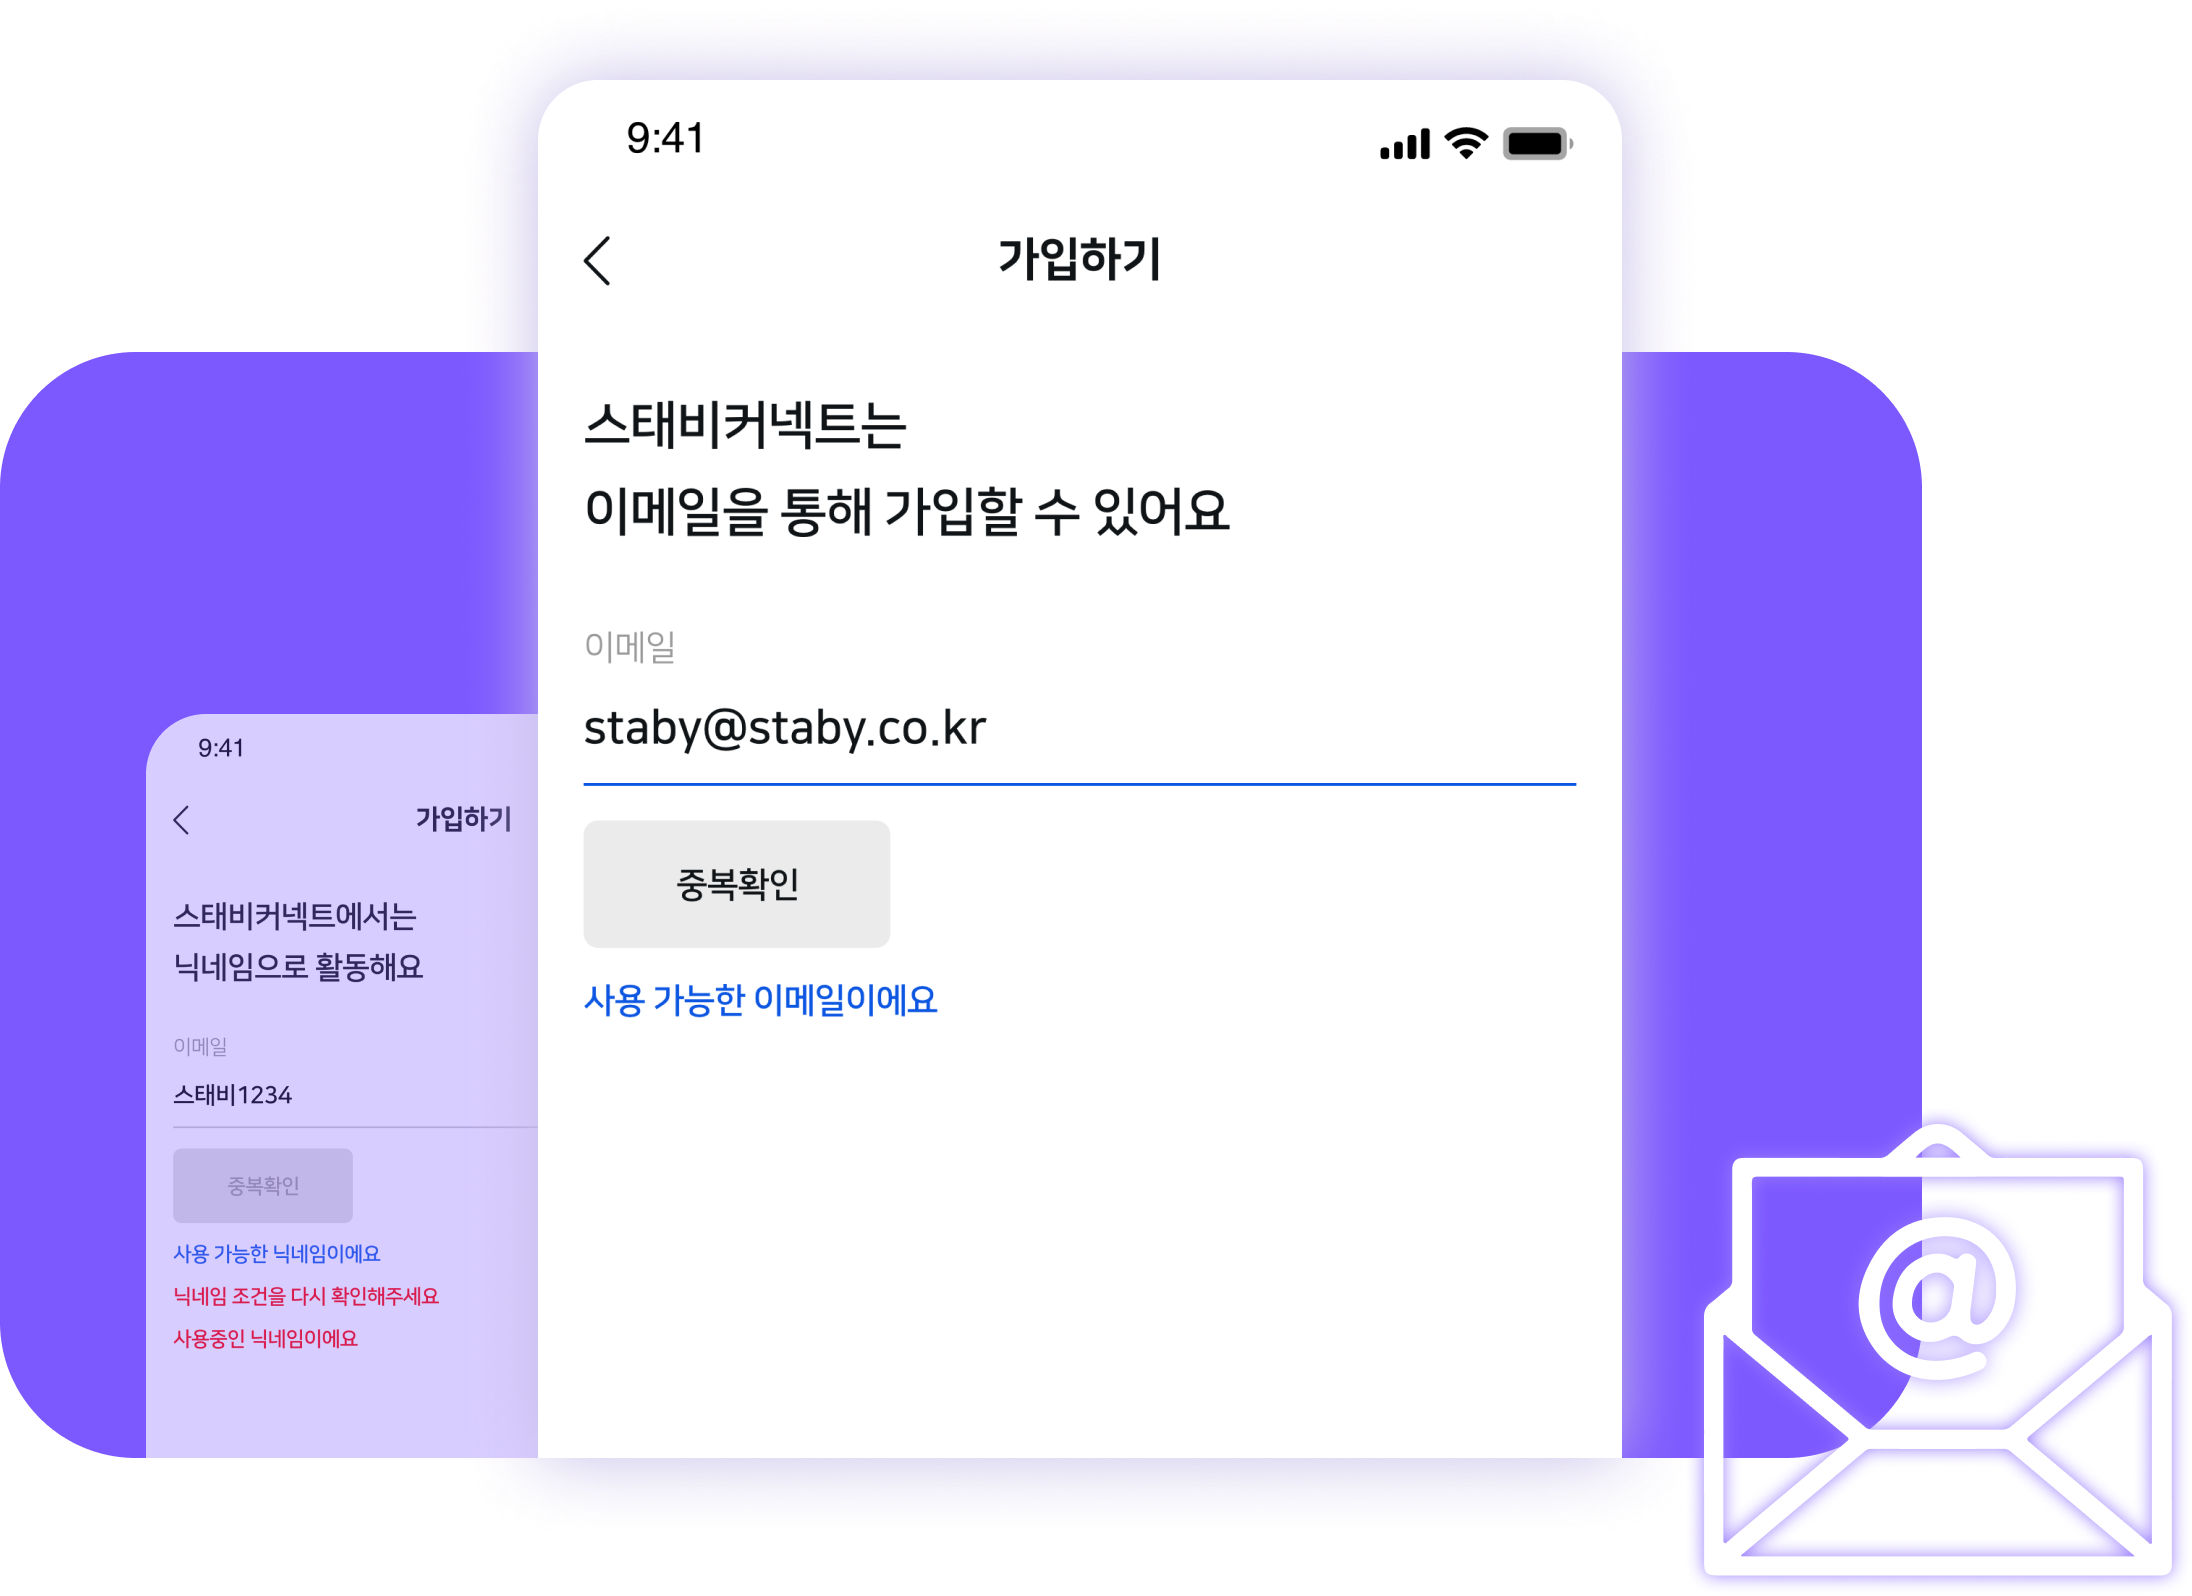 9:41
가입하기
스태비커넥트는
이메일을 통해 가입할 수 있어요
이메일
staby@staby.co.kr
중복확인
사용 가능한 이메일이에요
9:41
가입하기
스태비커넥트에서는
닉네임으로 활동해요
이메일
스태비1234
중복확인
사용 가능한 닉네임이에요
닉네임 조건을 다시 확인해주세요
사용중인 닉네임이에요
@